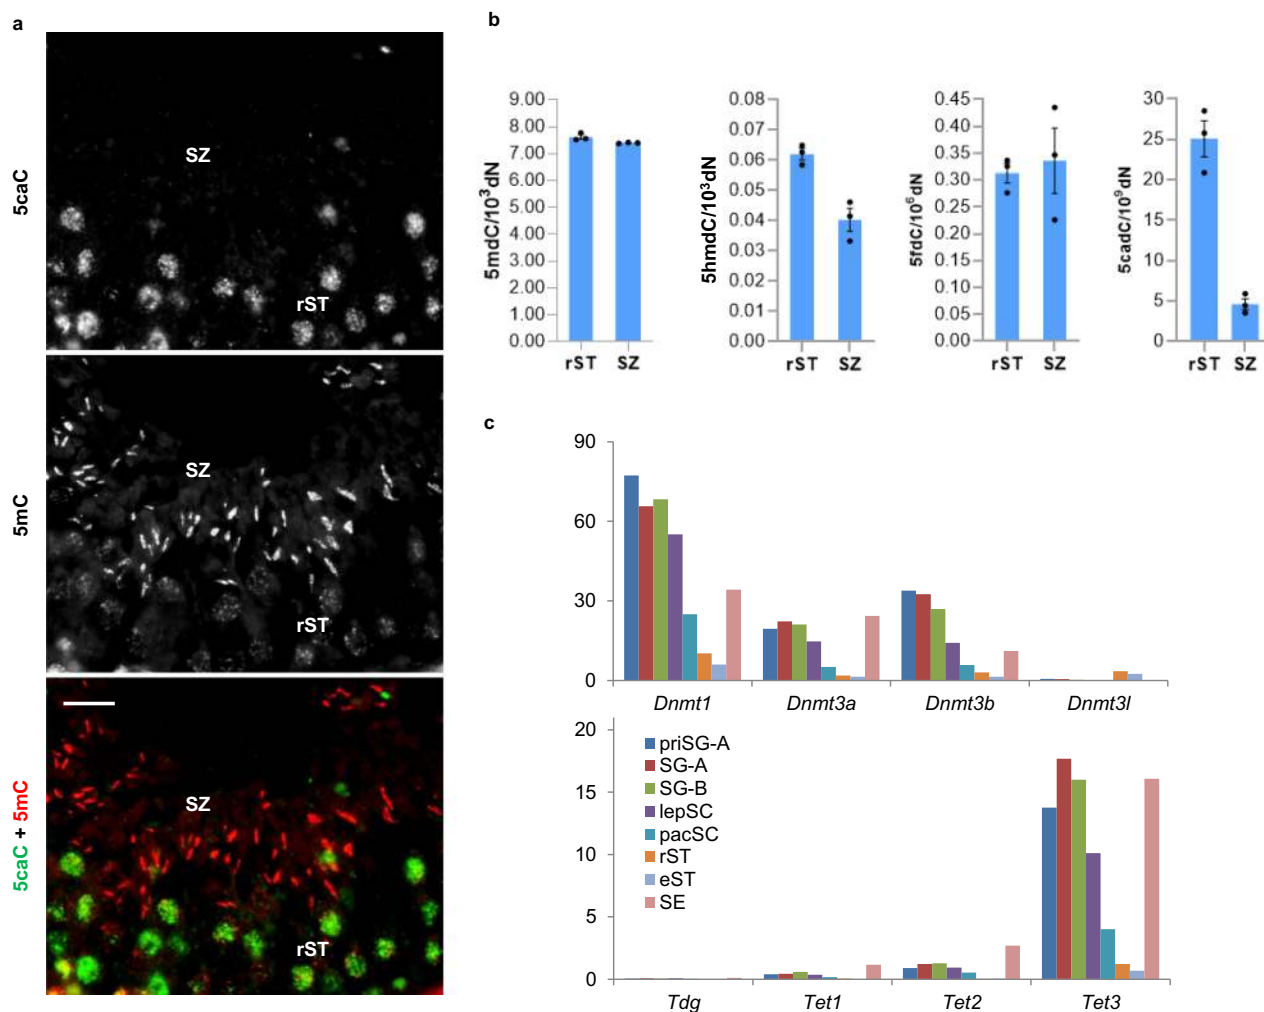 a
5caC
SZ
rST
5mC
SZ
rST
5caC + 5mC
SZ
rST
b
5mdC/10³dN
9.00
8.00
7.00
6.00
5.00
4.00
3.00
2.00
1.00
0.00
rST SZ
5hmdC/10³dN
0.08
0.07
0.06
0.05
0.04
0.03
0.02
0.01
0.00
rST SZ
5fdC/10⁶dN
0.45
0.40
0.35
0.30
0.25
0.20
0.15
0.10
0.05
0.00
rST SZ
5cadC/10⁹dN
30
25
20
15
10
5
0
rST SZ
c
90
60
30
0
Dnmt1 Dnmt3a Dnmt3b Dnmt3l
20
15
10
5
0
priSG-A
SG-A
SG-B
lepSC
pacSC
rST
eST
SE
Tdg Tet1 Tet2 Tet3